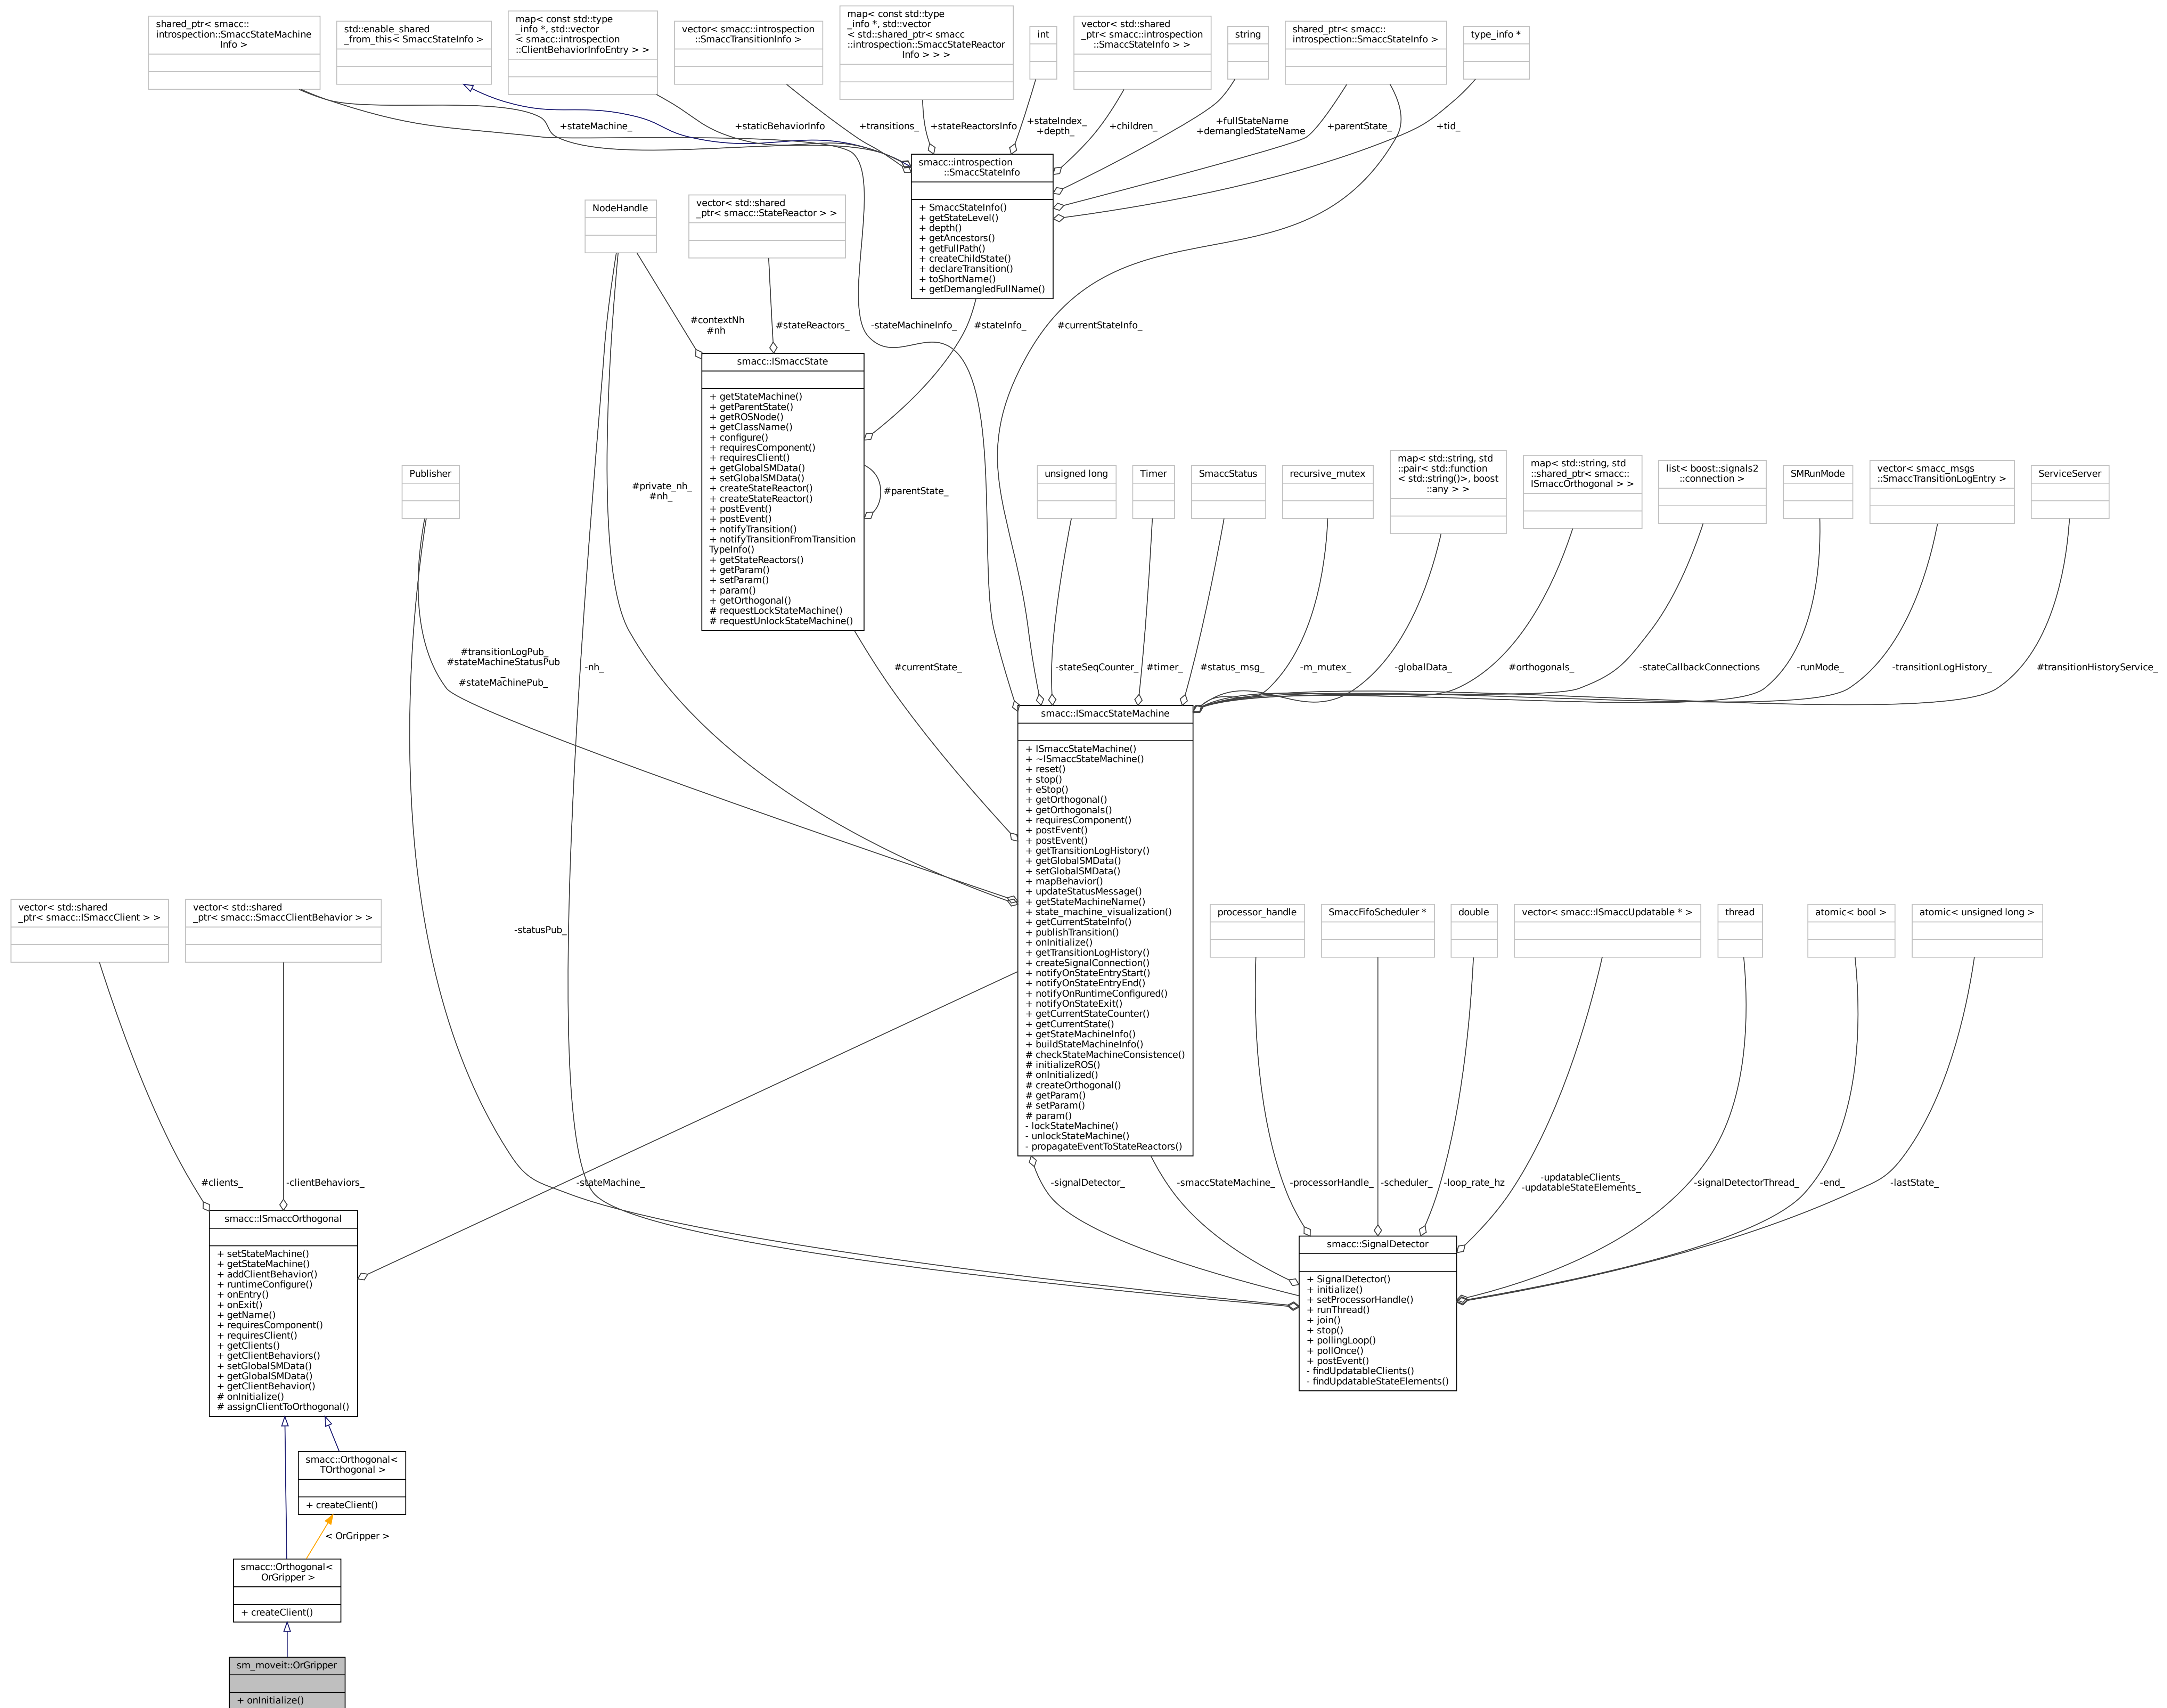 shared_ptr< smacc::
introspection::SmaccStateMachine
Info >
std::enable_shared
_from_this< SmaccStateInfo >
map< const std::type
_info *, std::vector
< smacc::introspection
::ClientBehaviorInfoEntry > >
vector< smacc::introspection
::SmaccTransitionInfo >
map< const std::type
_info *, std::vector
< std::shared_ptr< smacc
::introspection::SmaccStateReactor
Info > > >
int
vector< std::shared
_ptr< smacc::introspection
::SmaccStateInfo > >
string
shared_ptr< smacc::
introspection::SmaccStateInfo >
type_info *
+stateMachine_
+staticBehaviorInfo
+transitions_
+stateReactorsInfo
+stateIndex_
+depth_
+children_
+fullStateName
+demangledStateName
+parentState_
+tid_
smacc::introspection
::SmaccStateInfo
+ SmaccStateInfo()
+ getStateLevel()
+ depth()
+ getAncestors()
+ getFullPath()
+ createChildState()
+ declareTransition()
+ toShortName()
+ getDemangledFullName()
NodeHandle
vector< std::shared
_ptr< smacc::StateReactor > >
#contextNh
#nh
#stateReactors_
-stateMachineInfo_
#stateInfo_
#currentStateInfo_
smacc::ISmaccState
+ getStateMachine()
+ getParentState()
+ getROSNode()
+ getClassName()
+ configure()
+ requiresComponent()
+ requiresClient()
+ getGlobalSMData()
+ setGlobalSMData()
+ createStateReactor()
+ createStateReactor()
+ postEvent()
+ postEvent()
+ notifyTransition()
+ notifyTransitionFromTransition
TypeInfo()
+ getStateReactors()
+ getParam()
+ setParam()
+ param()
+ getOrthogonal()
# requestLockStateMachine()
# requestUnlockStateMachine()
#parentState_
#private_nh_
#nh_
Publisher
unsigned long
Timer
SmaccStatus
recursive_mutex
map< std::string, std
::pair< std::function
< std::string()>, boost
::any > >
map< std::string, std
::shared_ptr< smacc::
ISmaccOrthogonal > >
list< boost::signals2
::connection >
SMRunMode
vector< smacc_msgs
::SmaccTransitionLogEntry >
ServiceServer
#transitionLogPub_
#stateMachineStatusPub
_
#stateMachinePub_
-nh_
#currentState_
-stateSeqCounter_
#timer_
#status_msg_
-m_mutex_
-globalData_
#orthogonals_
-stateCallbackConnections
-runMode_
-transitionLogHistory_
#transitionHistoryService_
smacc::ISmaccStateMachine
+ ISmaccStateMachine()
+ ~ISmaccStateMachine()
+ reset()
+ stop()
+ eStop()
+ getOrthogonal()
+ getOrthogonals()
+ requiresComponent()
+ postEvent()
+ postEvent()
+ getTransitionLogHistory()
+ getGlobalSMData()
+ setGlobalSMData()
+ mapBehavior()
+ updateStatusMessage()
+ getStateMachineName()
+ state_machine_visualization()
+ getCurrentStateInfo()
+ publishTransition()
+ onInitialize()
+ getTransitionLogHistory()
+ createSignalConnection()
+ notifyOnStateEntryStart()
+ notifyOnStateEntryEnd()
+ notifyOnRuntimeConfigured()
+ notifyOnStateExit()
+ getCurrentStateCounter()
+ getCurrentState()
+ getStateMachineInfo()
+ buildStateMachineInfo()
# checkStateMachineConsistence()
# initializeROS()
# onInitialized()
# createOrthogonal()
# getParam()
# setParam()
# param()
- lockStateMachine()
- unlockStateMachine()
- propagateEventToStateReactors()
vector< std::shared
_ptr< smacc::ISmaccClient > >
vector< std::shared
_ptr< smacc::SmaccClientBehavior > >
-statusPub_
processor_handle
SmaccFifoScheduler *
double
vector< smacc::ISmaccUpdatable * >
thread
atomic< bool >
atomic< unsigned long >
#clients_
-clientBehaviors_
-stateMachine_
-signalDetector_
-smaccStateMachine_
-processorHandle_
-scheduler_
-loop_rate_hz
-updatableClients_
-updatableStateElements_
-signalDetectorThread_
-end_
-lastState_
smacc::ISmaccOrthogonal
+ setStateMachine()
+ getStateMachine()
+ addClientBehavior()
+ runtimeConfigure()
+ onEntry()
+ onExit()
+ getName()
+ requiresComponent()
+ requiresClient()
+ getClients()
+ getClientBehaviors()
+ setGlobalSMData()
+ getGlobalSMData()
+ getClientBehavior()
# onInitialize()
# assignClientToOrthogonal()
smacc::SignalDetector
+ SignalDetector()
+ initialize()
+ setProcessorHandle()
+ runThread()
+ join()
+ stop()
+ pollingLoop()
+ pollOnce()
+ postEvent()
- findUpdatableClients()
- findUpdatableStateElements()
smacc::Orthogonal<
TOrthogonal >
+ createClient()
< OrGripper >
smacc::Orthogonal<
OrGripper >
+ createClient()
sm_moveit::OrGripper
+ onInitialize()